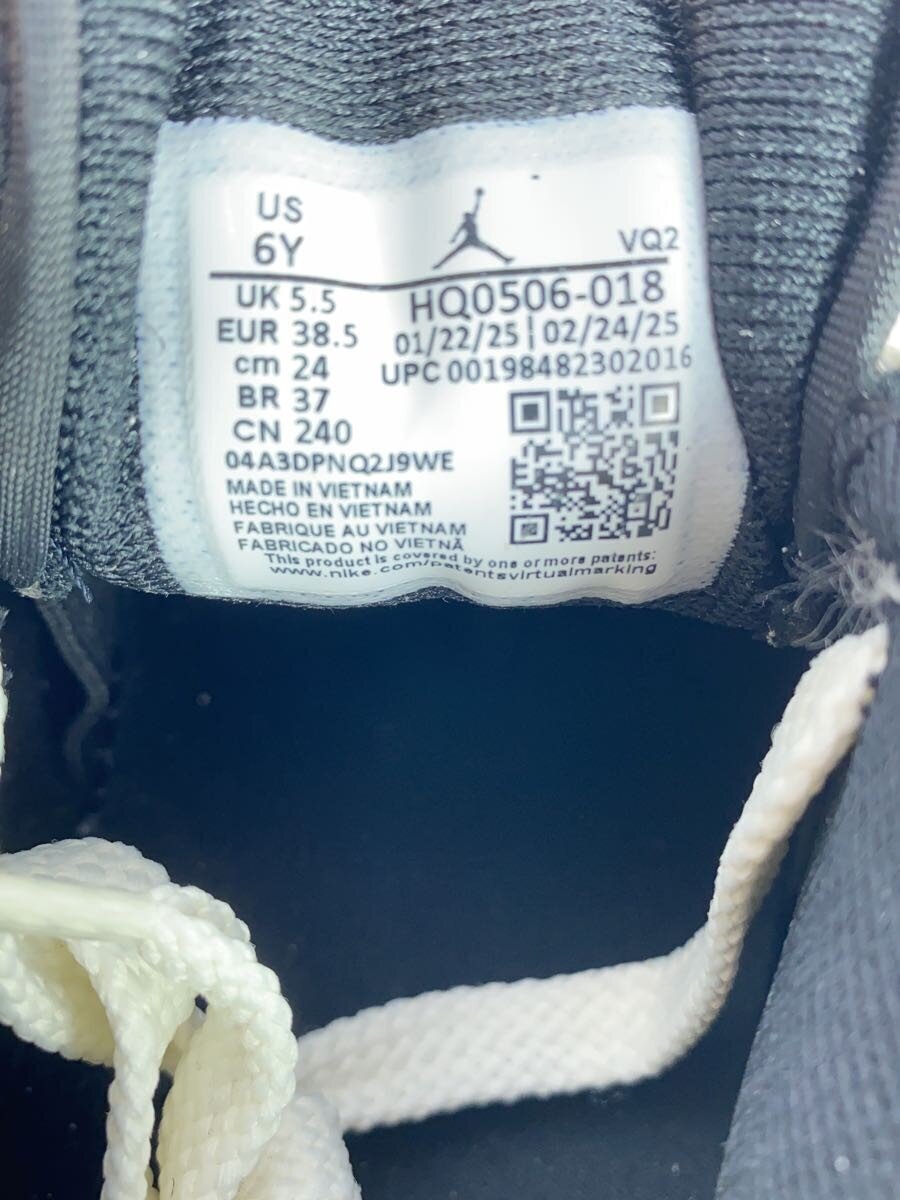 US
6Y
VQ2
UK 5.5
EUR 38.5
cm 24
BR 37
CN 240
HQ0506-018
01/22/25 | 02/24/25
UPC 00198482302016
04A3DPNQ2J9WE
MADE IN VIETNAM
HECHO EN VIETNAM
FABRIQUE AU VIETNAM
FABRICADO NO VIETNÃ
This product is covered by one or more patents:
www.nike.com/patentsvirtualmarking